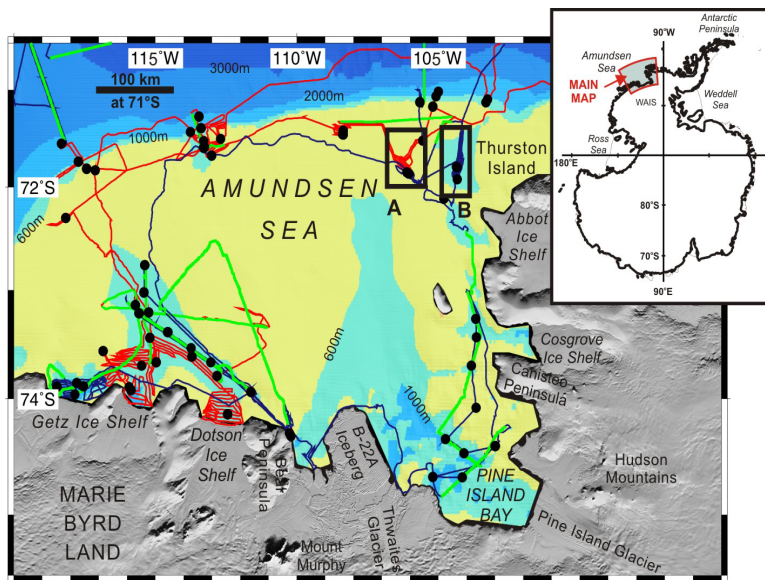 115°W
110°W
105°W
3000m
100 km
at 71°S
2000m
1000m
72°S
600m
AMUNDSEN
SEA
A
B
Thurston
Island
Abbot
Ice
Shelf
600m
Cosgrove
Ice Shelf
Canisteo
Peninsula
74°S
1000m
Getz Ice Shelf
Dotson
Ice
Shelf
Bear
Peninsula
B-22A
Iceberg
PINE
ISLAND
BAY
Hudson
Mountains
MARIE
BYRD
LAND
Mount
Murphy
Thwaites
Glacier
Pine Island Glacier
90°W
Antarctic
Peninsula
Amundsen
Sea
MAIN
MAP
WAIS
Weddell
Sea
Ross
Sea
180°E
80°S
70°S
90°E